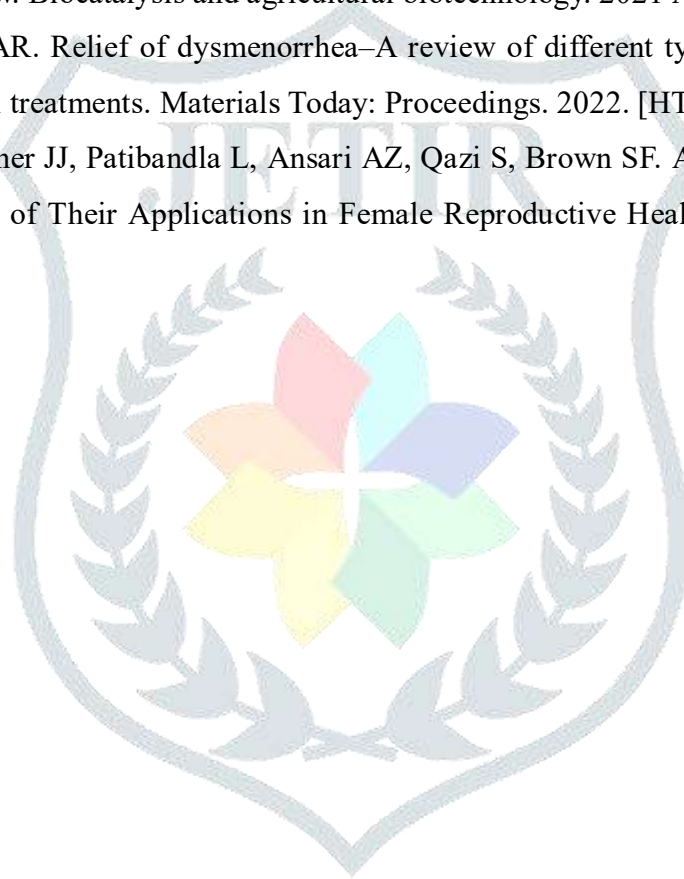 w. Biocatalysis and agricultural biotechnology. 2021
AR. Relief of dysmenorrhea–A review of different ty
treatments. Materials Today: Proceedings. 2022. [HT
her JJ, Patibandla L, Ansari AZ, Qazi S, Brown SF. A
of Their Applications in Female Reproductive Heal
JETIR